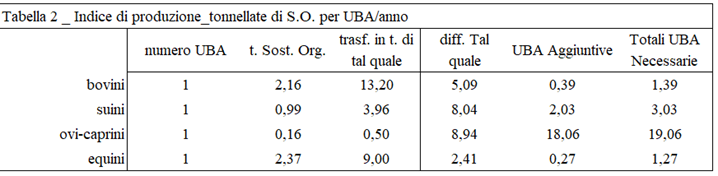 Tabella 2 _ Indice di produzione_tonnellate di S.O. per UBA/anno
numero UBA t. Sost. Org. trasf. in t. di tal quale diff. Tal quale UBA Aggiuntive Totali UBA Necessarie
bovini 1 2,16 13,20 5,09 0,39 1,39
suini 1 0,99 3,96 8,04 2,03 3,03
ovi-caprini 1 0,16 0,50 8,94 18,06 19,06
equini 1 2,37 9,00 2,41 0,27 1,27